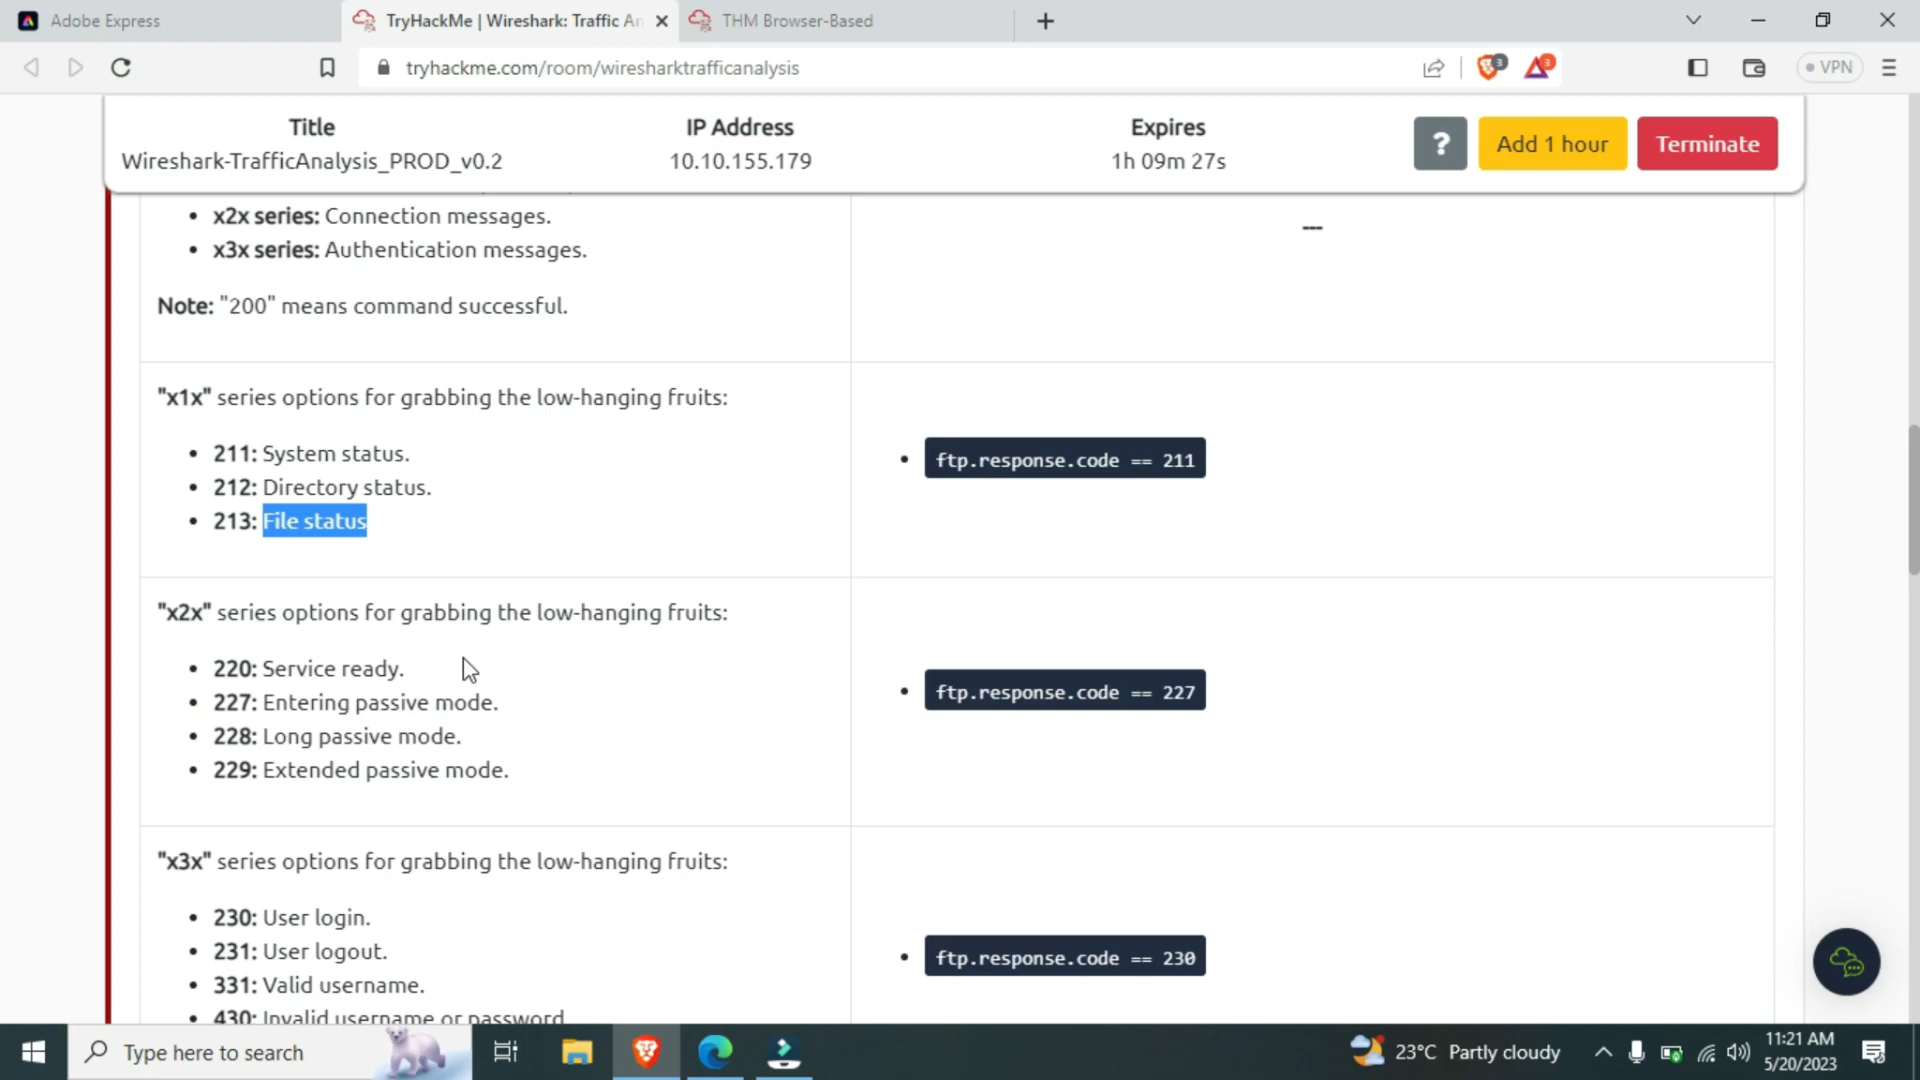 Adobe Express
TryHackMe | Wireshark: Traffic An
THM Browser-Based
tryhackme.com/room/wiresharktrafficanalysis
3
3
VPN
Title
IP Address
Expires
Wireshark-TrafficAnalysis_PROD_v0.2
10.10.155.179
1h 09m 27s
?
Add 1 hour
Terminate
• x2x series: Connection messages.
• x3x series: Authentication messages.
---
Note: "200" means command successful.
"x1x" series options for grabbing the low-hanging fruits:
• 211: System status.
• 212: Directory status.
• 213: File status
• ftp.response.code == 211
"x2x" series options for grabbing the low-hanging fruits:
• 220: Service ready.
• 227: Entering passive mode.
• 228: Long passive mode.
• 229: Extended passive mode.
• ftp.response.code == 227
"x3x" series options for grabbing the low-hanging fruits:
• 230: User login.
• 231: User logout.
• 331: Valid username.
• 430: Invalid username or password
• ftp.response.code == 230
Type here to search
23°C Partly cloudy
11:21 AM
5/20/2023